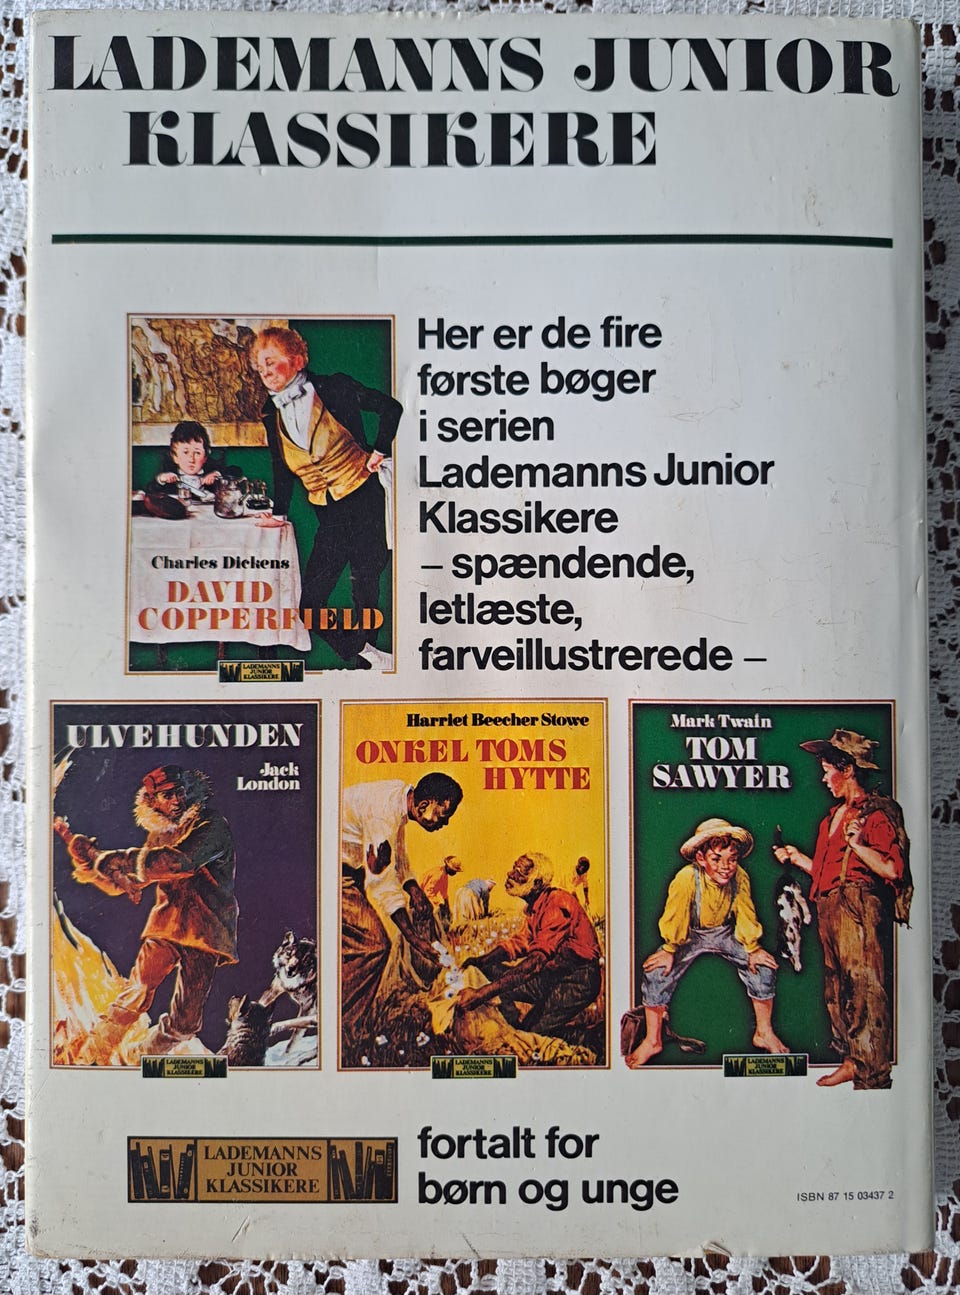 LADEMANNS JUNIOR
KLASSIKERE
Her er de fire
første bøger
i serien
Lademanns Junior
Klassikere
– spændende,
letlæste,
farveillustrerede –
Charles Dickens
DAVID
COPPERFIELD
LADEMANNS
JUNIOR
KLASSIKERE
ULVEHUNDEN
Jack
London
LADEMANNS
JUNIOR
KLASSIKERE
Harriet Beecher Stowe
ONKEL TOMS
HYTTE
LADEMANNS
JUNIOR
KLASSIKERE
Mark Twain
TOM
SAWYER
LADEMANNS
JUNIOR
KLASSIKERE
LADEMANNS
JUNIOR
KLASSIKERE
fortalt for
børn og unge
ISBN 87 15 03437 2